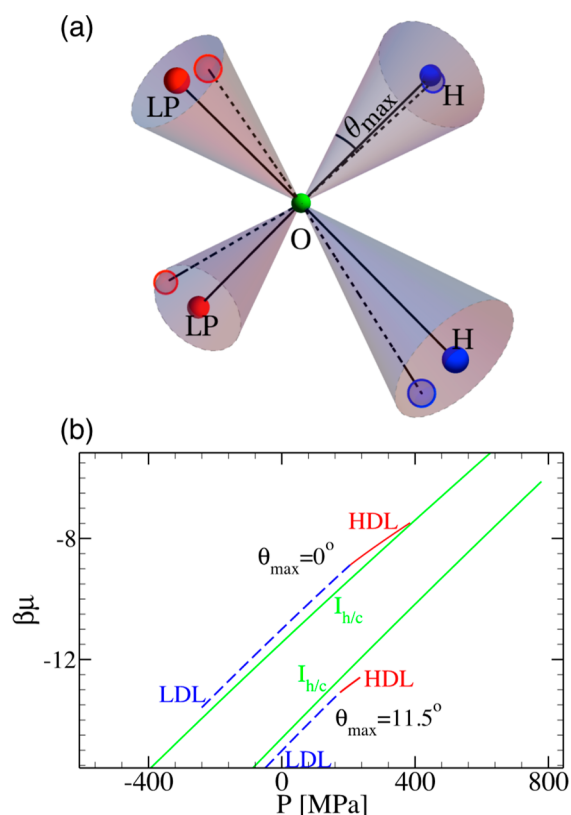 (a)
LP
H
θmax
O
LP
H
(b)
-8
HDL
θmax=0°
βμ
Ih/c
-12
Ih/c
HDL
LDL
θmax=11.5°
LDL
-400 0 400 800
P [MPa]